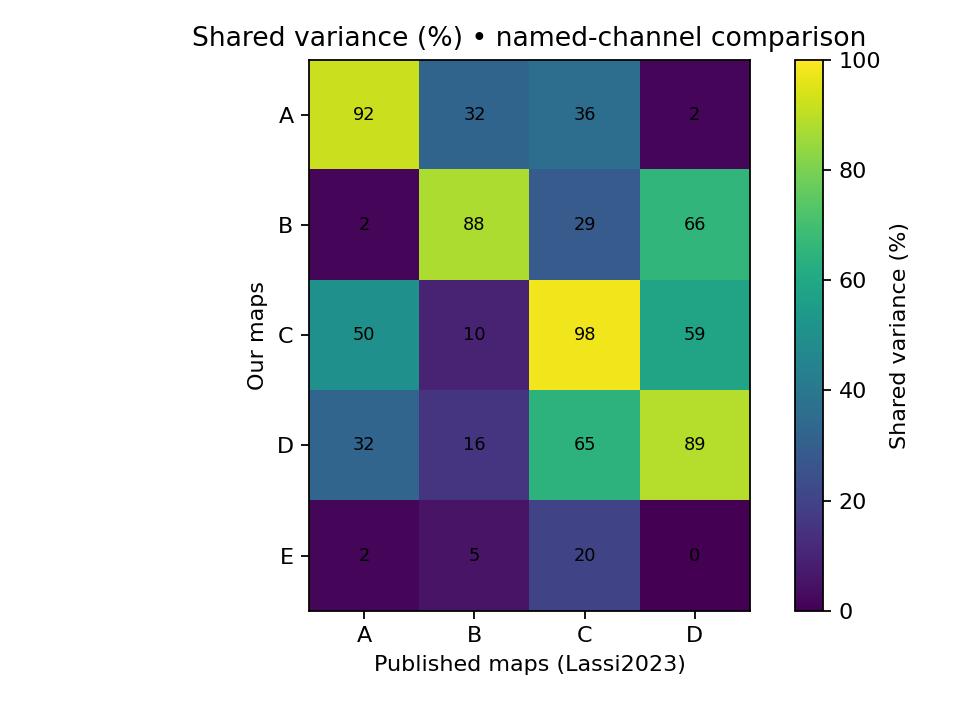 Shared variance (%) • named-channel comparison
100
A 92 32 36 2
80
B 2 88 29 66
60
C 50 10 98 59
40
D 32 16 65 89
20
E 2 5 20 0
0
A B C D
Published maps (Lassi2023)
Our maps
Shared variance (%)